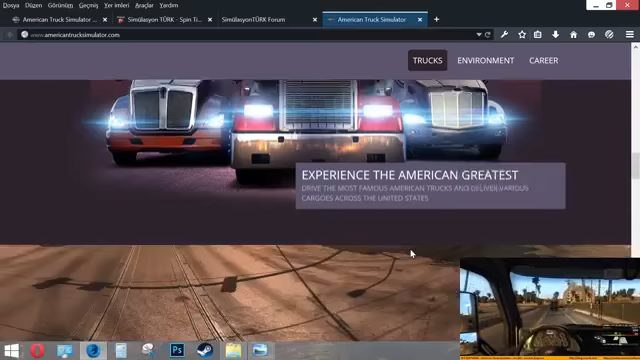 Dosya Düzen Görünüm Geçmiş Yer imleri Araçlar Yardım
American Truck Simulator ... Simülasyon TÜRK - Spin Ti... SimülasyonTÜRK Forum American Truck Simulator
www.americantrucksimulator.com
TRUCKS ENVIRONMENT CAREER
EXPERIENCE THE AMERICAN GREATEST
DRIVE THE MOST FAMOUS AMERICAN TRUCKS AND DELIVER VARIOUS
CARGOES ACROSS THE UNITED STATES